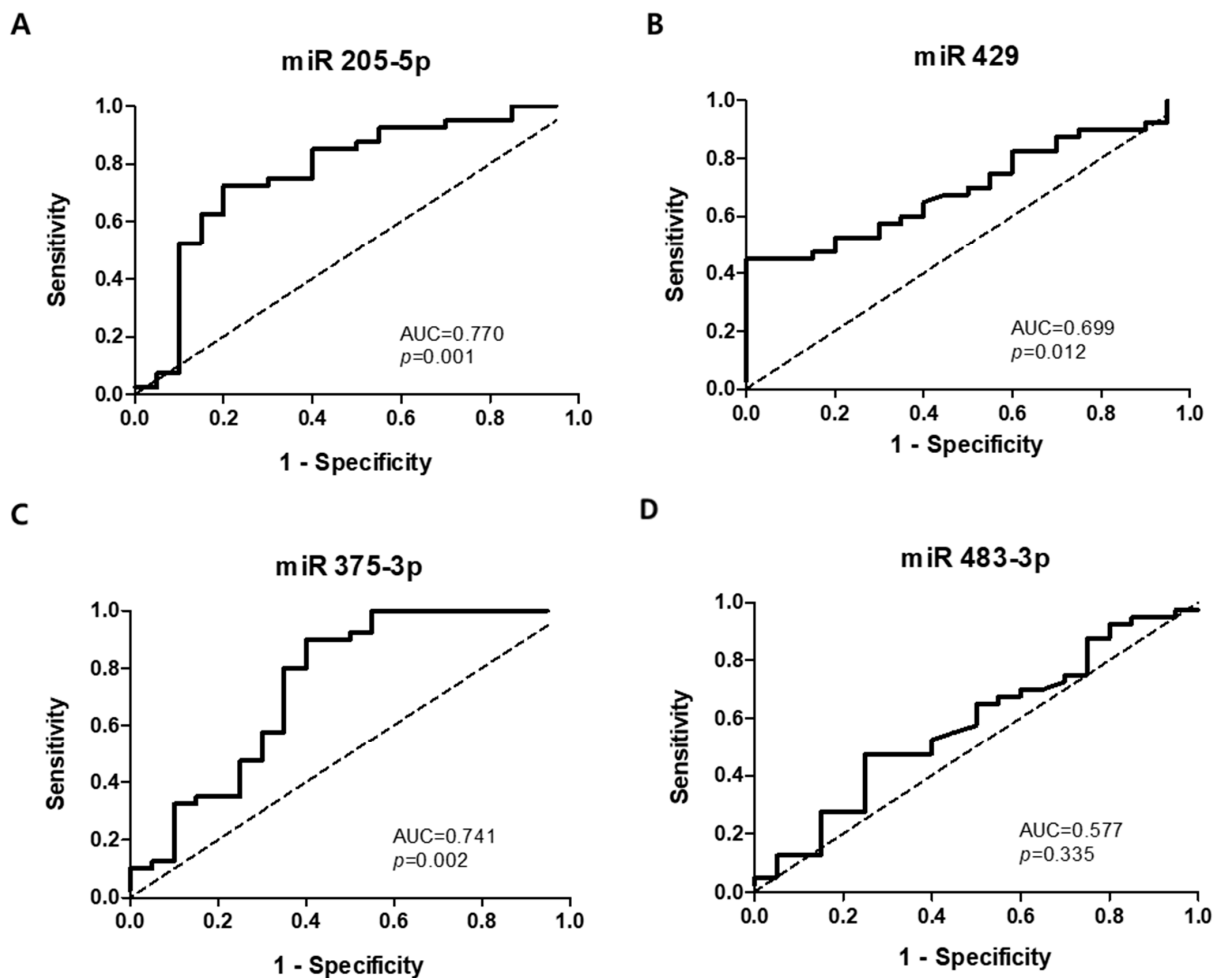 A
miR 205-5p
1.0
0.8
0.6
0.4
0.2
0.0
Sensitivity
AUC=0.770
p=0.001
0.0 0.2 0.4 0.6 0.8 1.0
1 - Specificity
B
miR 429
1.0
0.8
0.6
0.4
0.2
0.0
Sensitivity
AUC=0.699
p=0.012
0.0 0.2 0.4 0.6 0.8 1.0
1 - Specificity
C
miR 375-3p
1.0
0.8
0.6
0.4
0.2
0.0
Sensitivity
AUC=0.741
p=0.002
0.0 0.2 0.4 0.6 0.8 1.0
1 - Specificity
D
miR 483-3p
1.0
0.8
0.6
0.4
0.2
0.0
Sensitivity
AUC=0.577
p=0.335
0.0 0.2 0.4 0.6 0.8 1.0
1 - Specificity